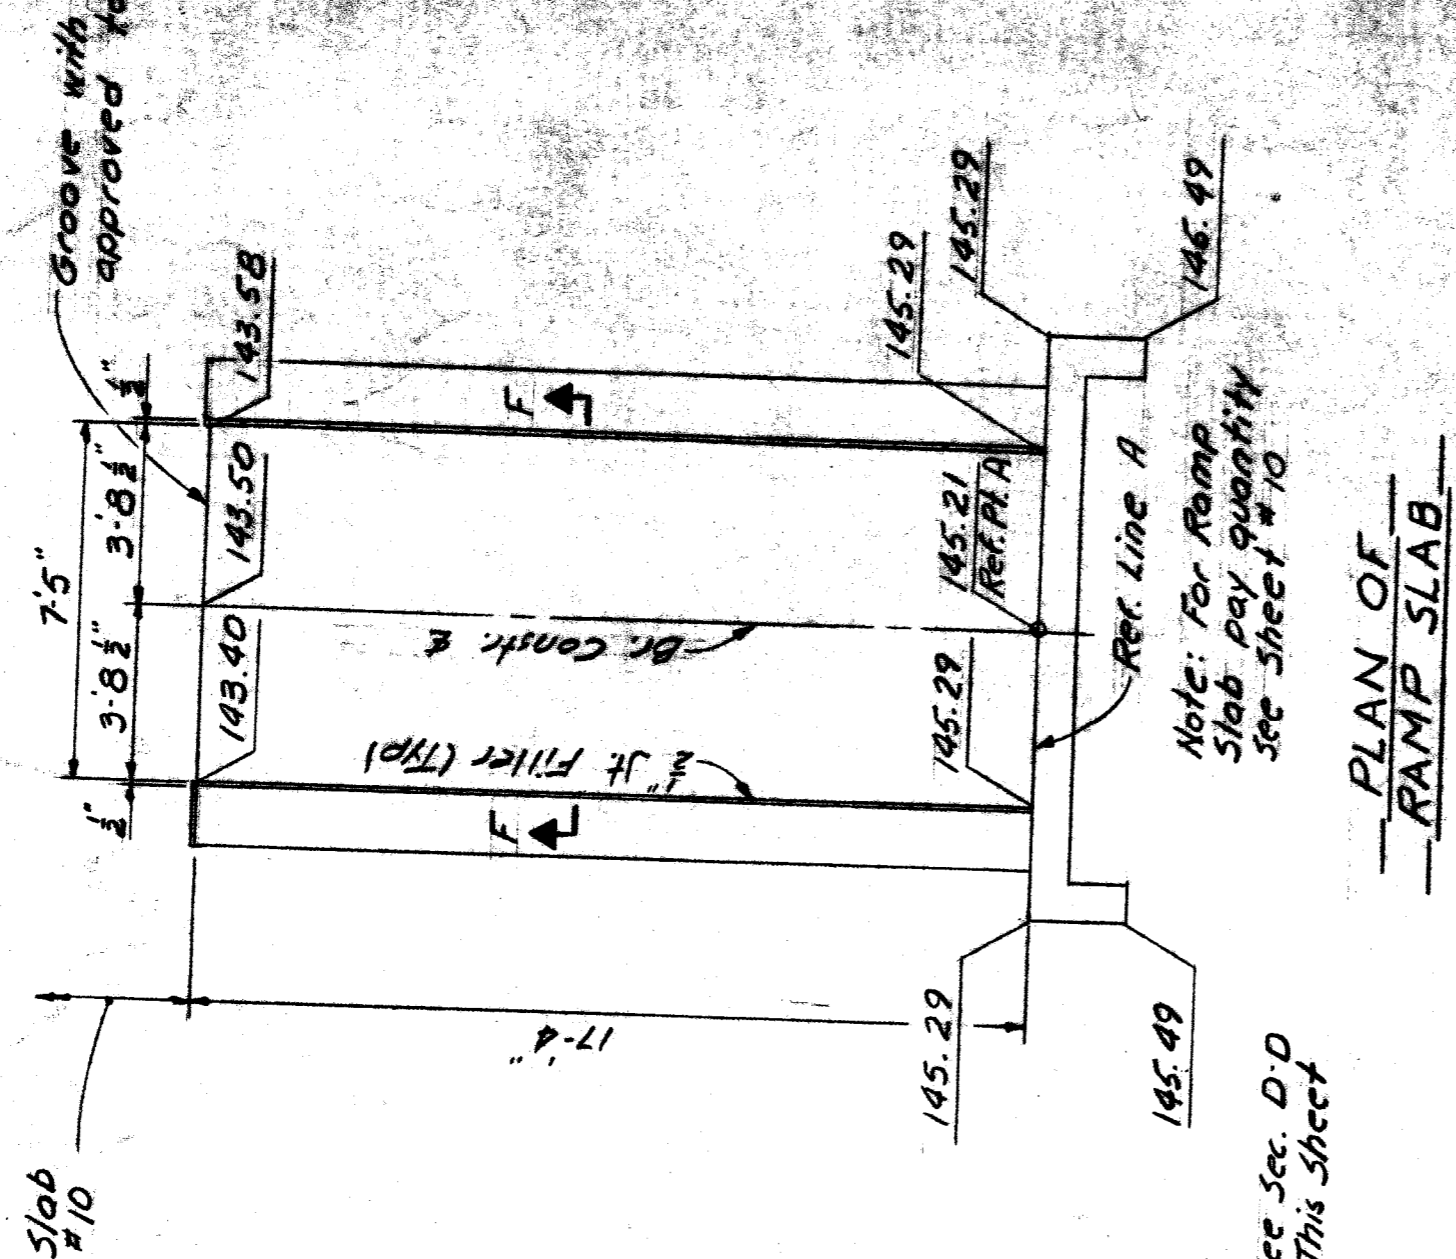 Groove with
approved
Slab
#10
7'-5"
1/2"
3'-8 1/2"
3'-8 1/2"
1/2"
143.40
143.50
143.58
F
F
1/2" Jt. Filler (Typ)
Br. Constr. ℄
17'-4"
145.29
145.21
Ref. Pt. A
145.29
145.29
145.29
145.49
146.49
Ref. Line A
Note: For Ramp
Slab pay quantity
see Sheet #10
Sec. D-D
This Sheet
PLAN OF
RAMP SLAB